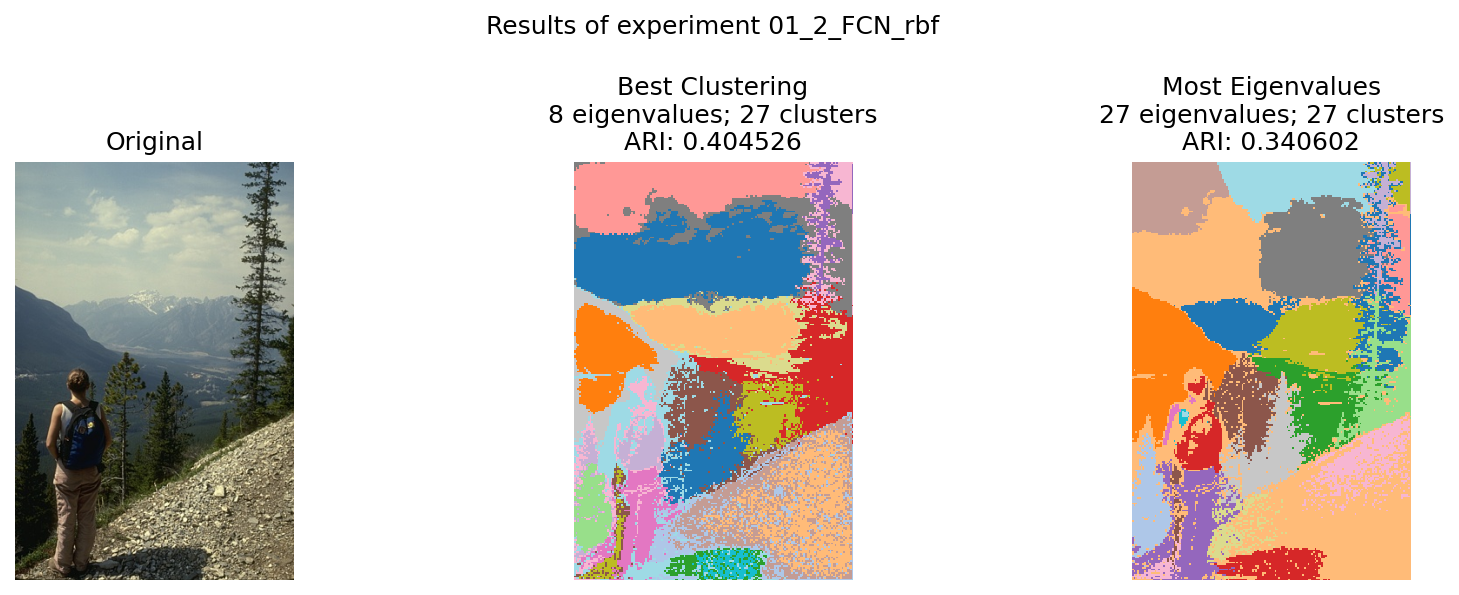 Results of experiment 01_2_FCN_rbf
Original
Best Clustering
8 eigenvalues; 27 clusters
ARI: 0.404526
Most Eigenvalues
27 eigenvalues; 27 clusters
ARI: 0.340602